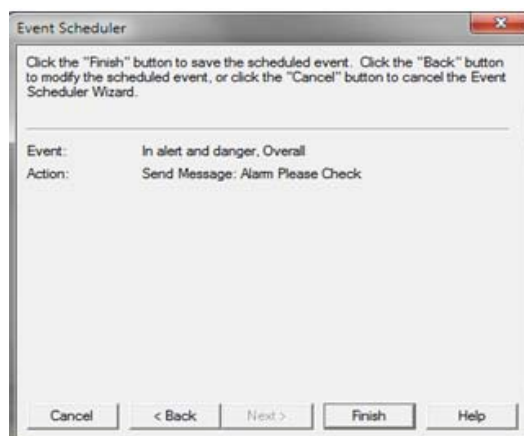 Event Scheduler
Click the "Finish" button to save the scheduled event. Click the "Back" button
to modify the scheduled event, or click the "Cancel" button to cancel the Event
Scheduler Wizard.
Event: In alert and danger, Overall
Action: Send Message: Alarm Please Check
Cancel < Back Next > Finish Help